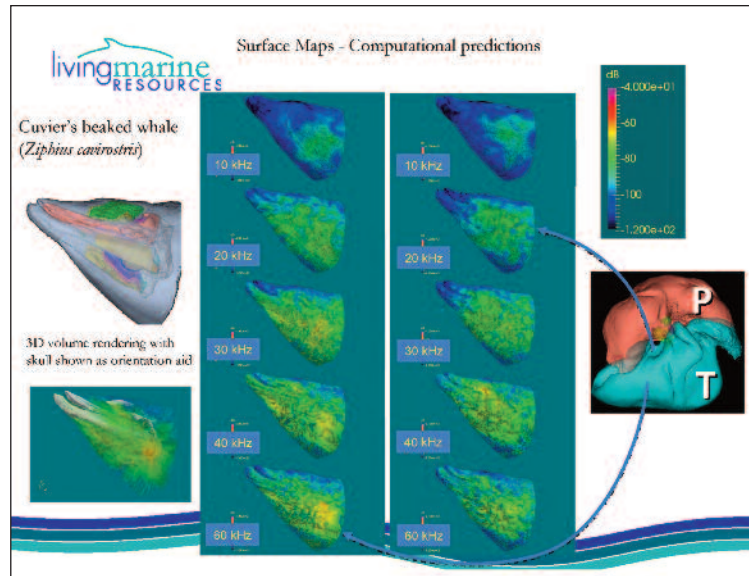 Surface Maps - Computational predictions
livingmarine
RESOURCES
Cuvier's beaked whale
(Ziphius cavirostris)
3D volume rendering with
skull shown as orientation aid
10 kHz
20 kHz
30 kHz
40 kHz
60 kHz
10 kHz
20 kHz
30 kHz
40 kHz
60 kHz
dB
-4.000e+01
-60
-80
-100
-1.200e+02
P
T